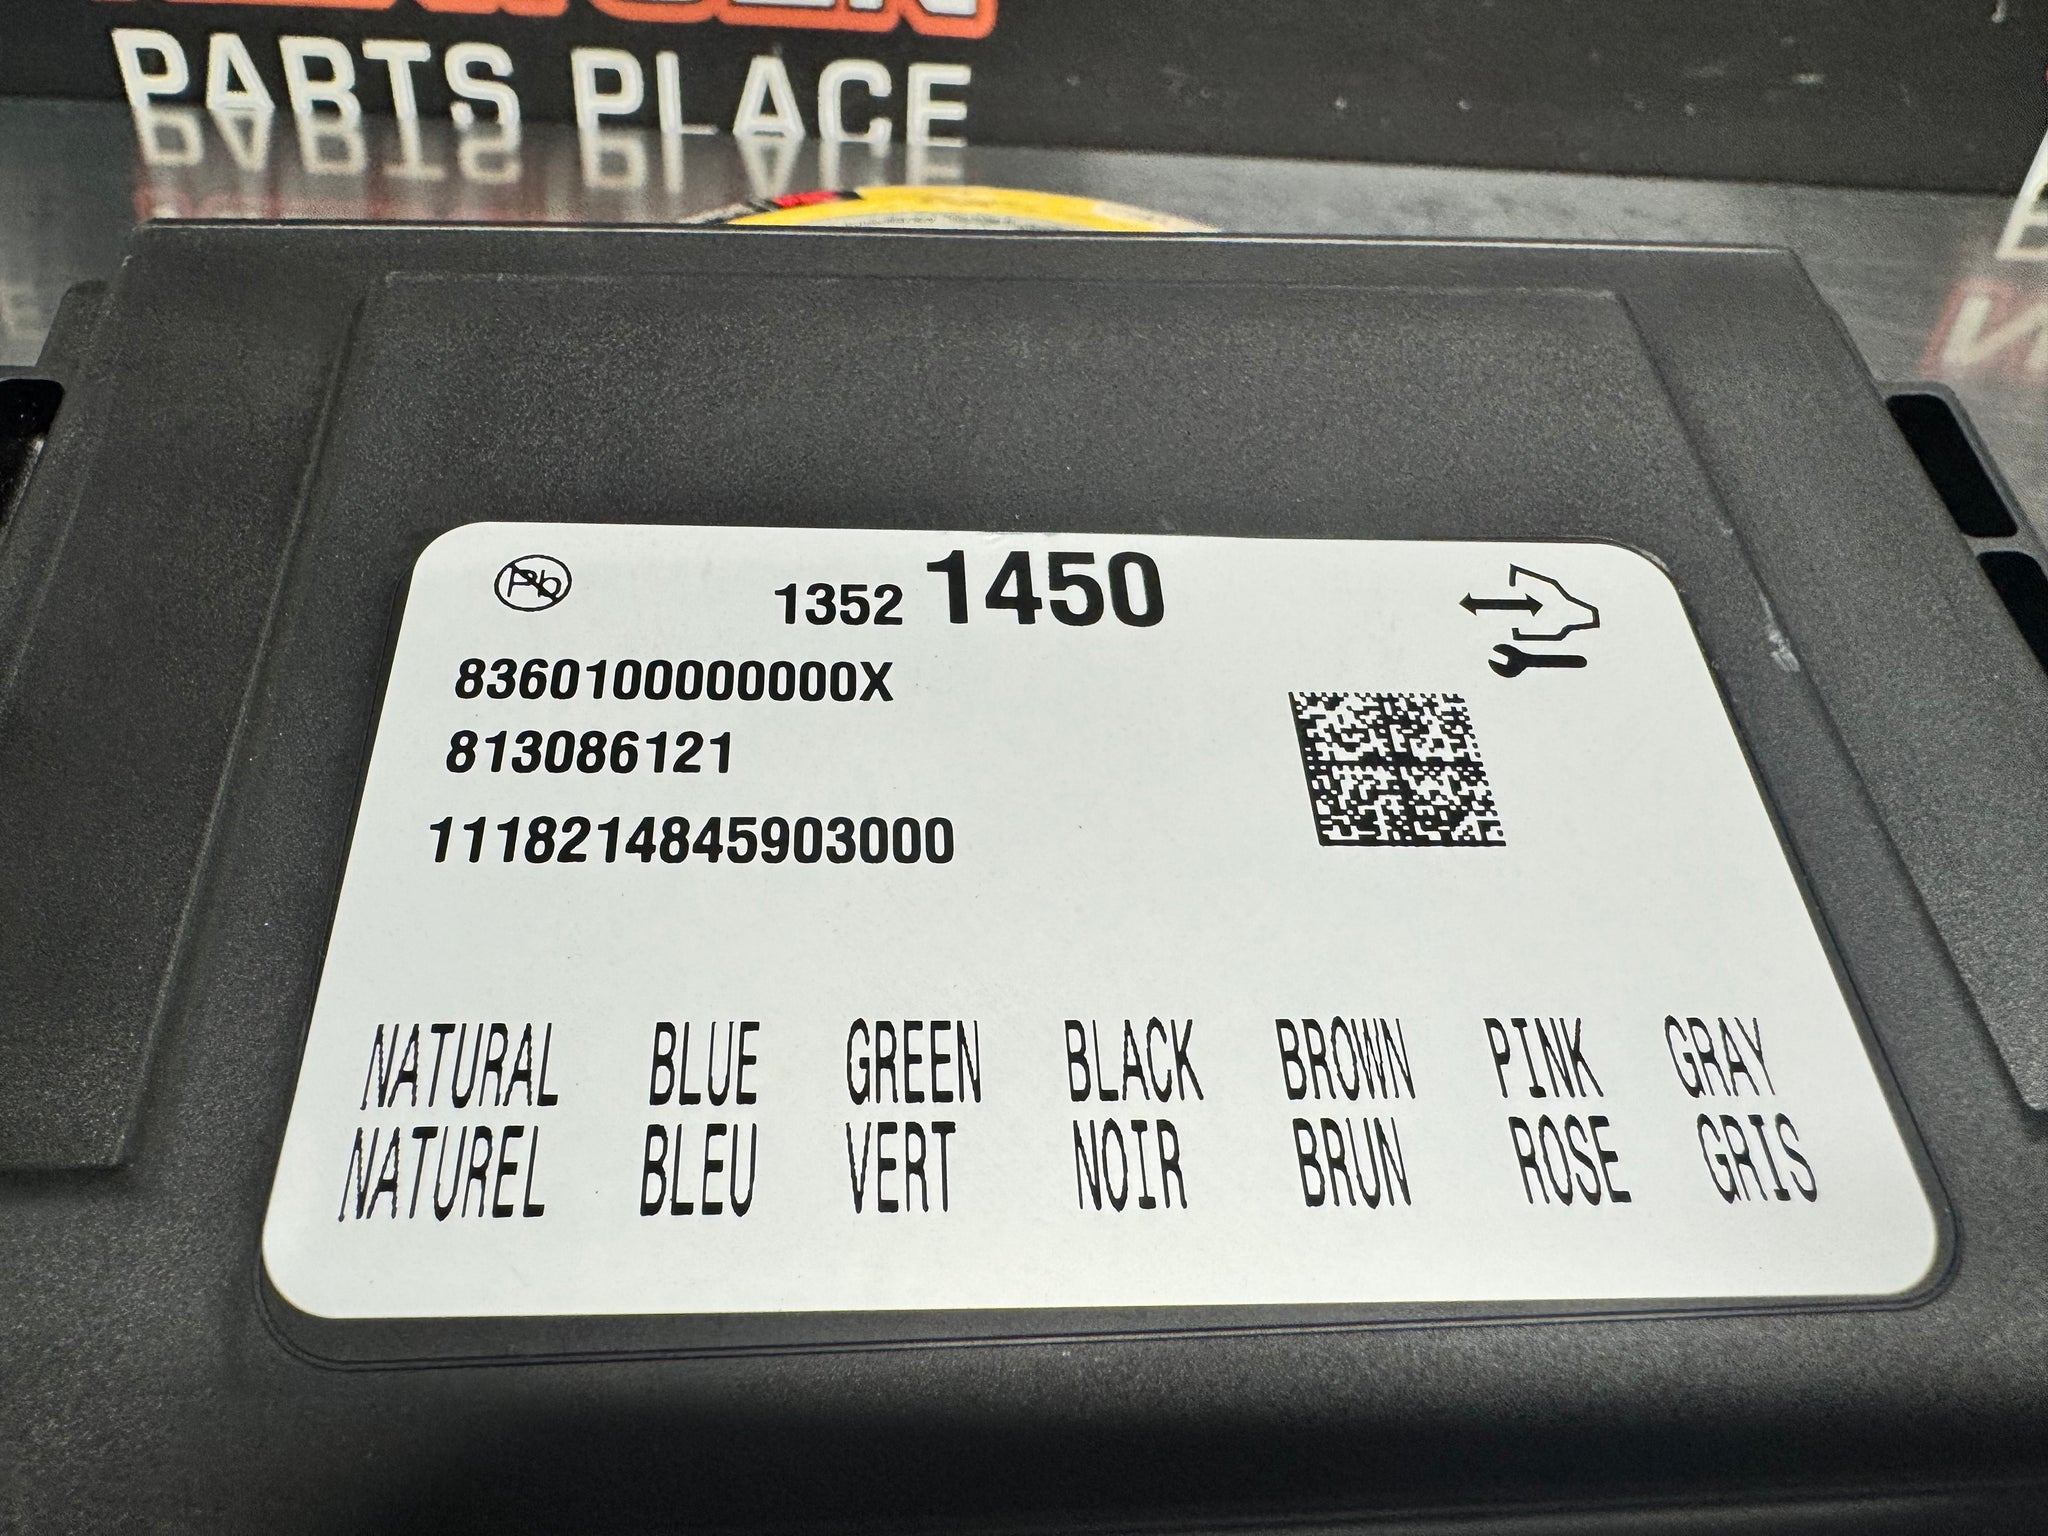 PARTS PLACE
Pb
1352 1450
8360100000000X
813086121
1118214845903000
NATURAL BLUE GREEN BLACK BROWN PINK GRAY
NATUREL BLEU VERT NOIR BRUN ROSE GRIS